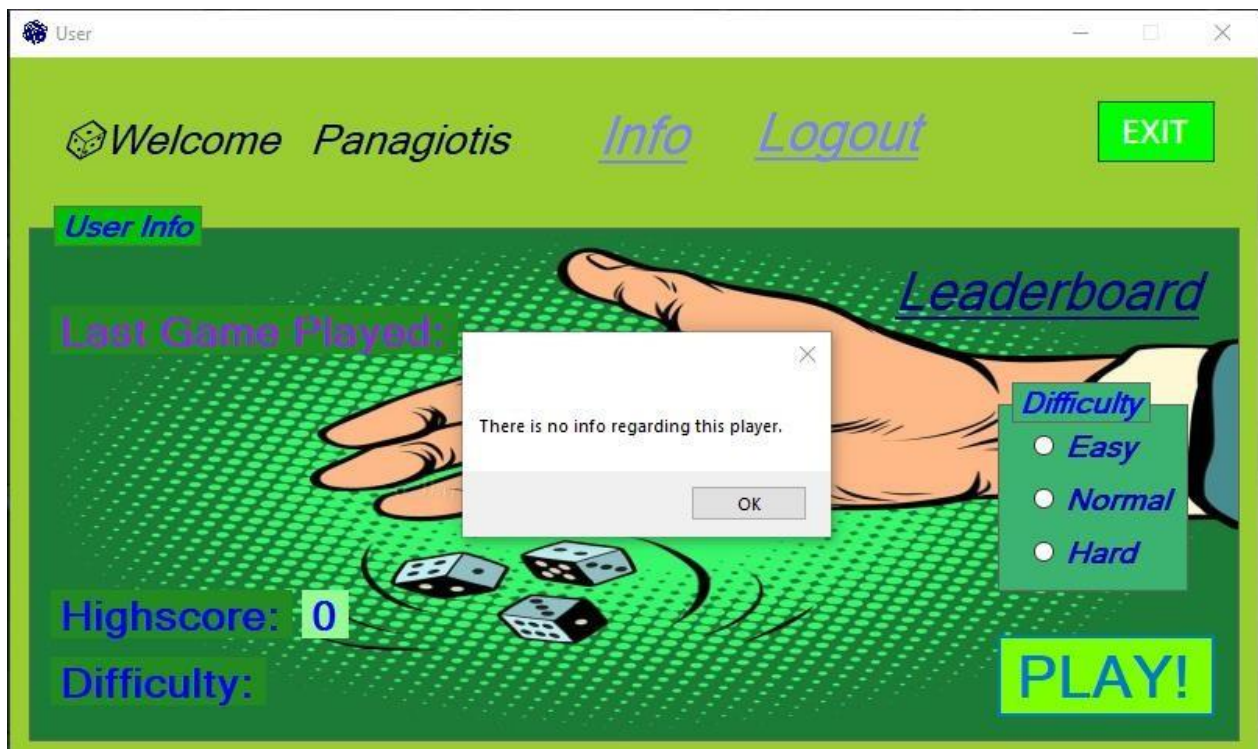 User
Welcome Panagiotis
Info
Logout
EXIT
User Info
Leaderboard
Last Game Played:
There is no info regarding this player.
OK
Difficulty
Easy
Normal
Hard
Highscore: 0
Difficulty:
PLAY!